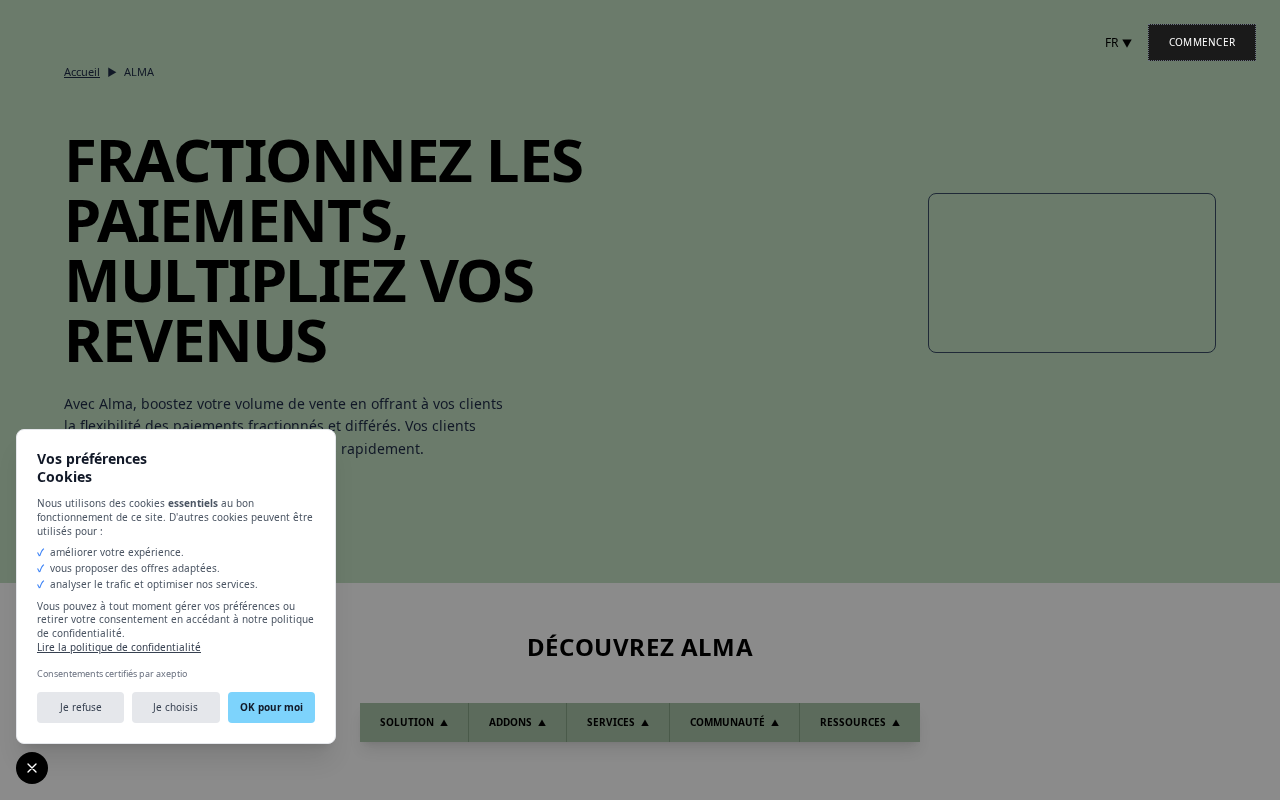 FR ▼
COMMENCER
Accueil ▶ ALMA
FRACTIONNEZ LES
PAIEMENTS,
MULTIPLIEZ VOS
REVENUS
Avec Alma, boostez votre volume de vente en offrant à vos clients
la flexibilité des paiements fractionnés et différés. Vos clients
rapidement.
Vos préférences
Cookies
Nous utilisons des cookies essentiels au bon
fonctionnement de ce site. D'autres cookies peuvent être
utilisés pour :
✓ améliorer votre expérience.
✓ vous proposer des offres adaptées.
✓ analyser le trafic et optimiser nos services.
Vous pouvez à tout moment gérer vos préférences ou
retirer votre consentement en accédant à notre politique
de confidentialité.
Lire la politique de confidentialité
Consentements certifiés par axeptio
Je refuse
Je choisis
OK pour moi
DÉCOUVREZ ALMA
SOLUTION ▲ ADDONS ▲ SERVICES ▲ COMMUNAUTÉ ▲ RESSOURCES ▲